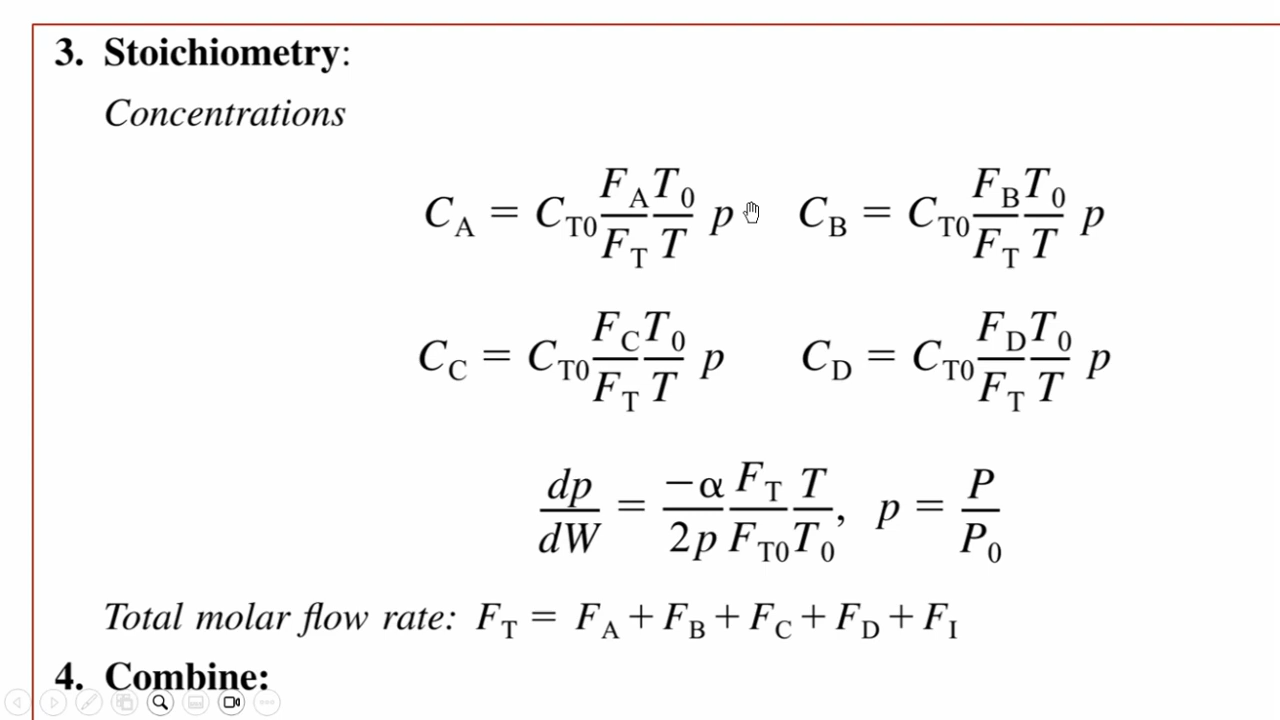 3. Stoichiometry:
Concentrations
C_A = C_T0 (F_A/F_T) (T_0/T) p    C_B = C_T0 (F_B/F_T) (T_0/T) p
C_C = C_T0 (F_C/F_T) (T_0/T) p    C_D = C_T0 (F_D/F_T) (T_0/T) p
dp/dW = (−α/2p) (F_T/F_T0) (T/T_0), p = P/P_0
Total molar flow rate: F_T = F_A + F_B + F_C + F_D + F_I
4. Combine: